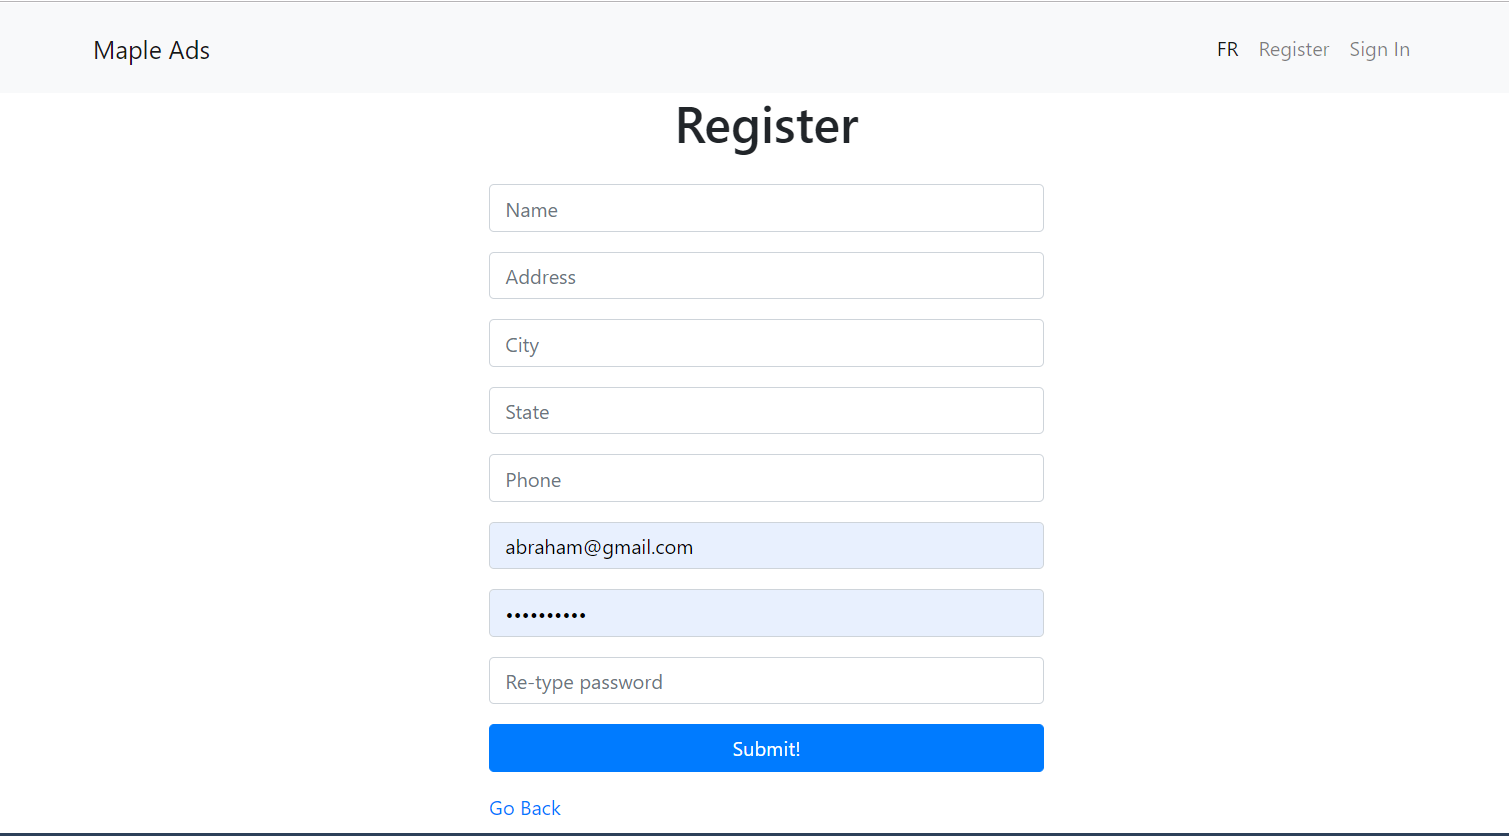 Maple Ads
FR Register Sign In
Register
Name
Address
City
State
Phone
abraham@gmail.com
••••••••••
Re-type password
Submit!
Go Back